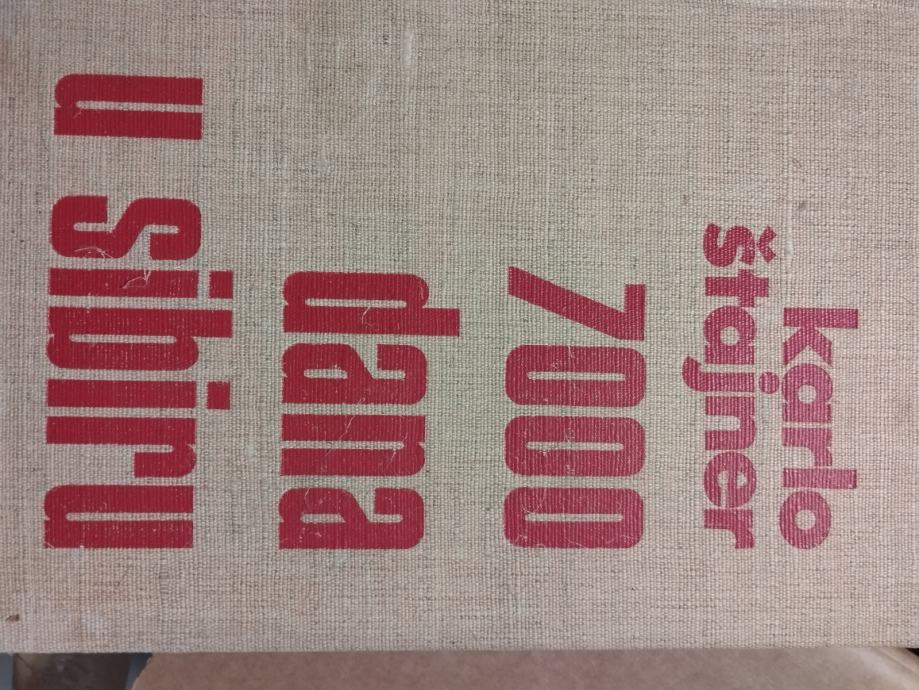 karlo
štajner
7000
dana
u sibiru